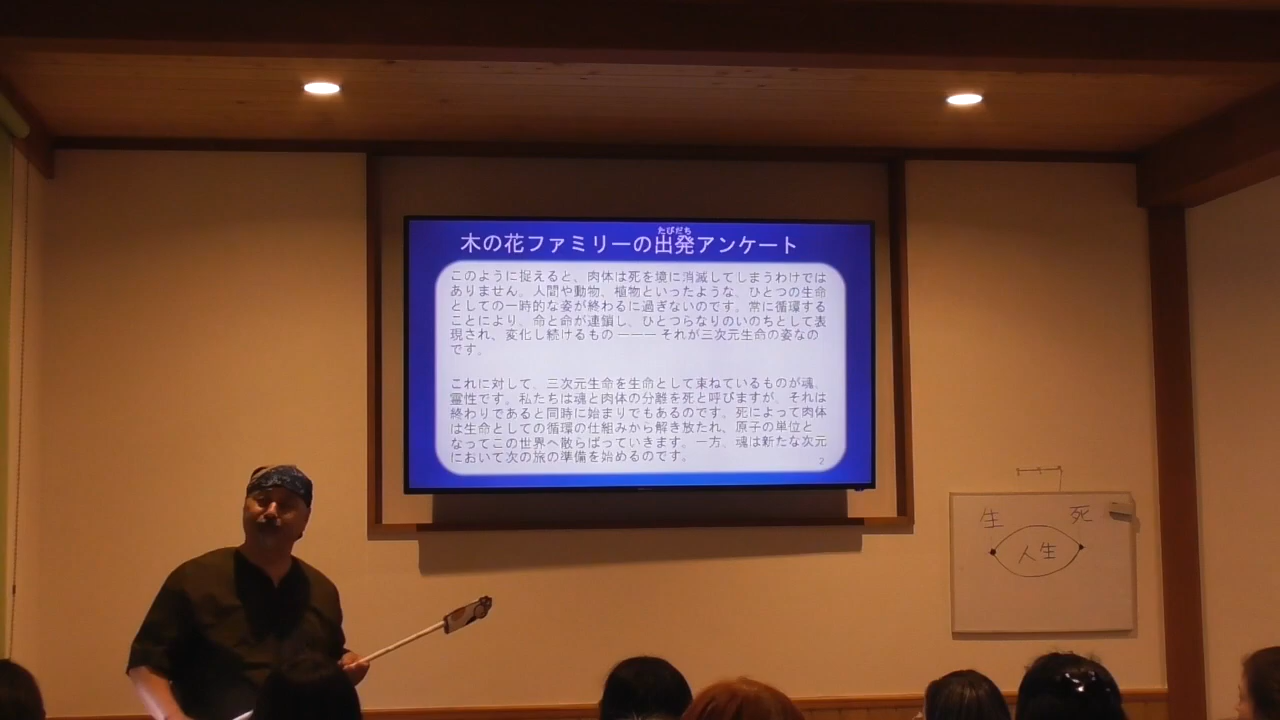 たびだち
木の花ファミリーの出発アンケート
このように捉えると、肉体は死を境に消滅してしまうわけでは
ありません。人間や動物、植物といったような、ひとつの生命
としての一時的な姿が終わるに過ぎないのです。常に循環する
ことにより、命と命が連鎖し、ひとつらなりのいのちとして表
現され、変化し続けるもの ——— それが三次元生命の姿なの
です。
これに対して、三次元生命を生命として束ねているものが魂、
霊性です。私たちは魂と肉体の分離を死と呼びますが、それは
終わりであると同時に始まりでもあるのです。死によって肉体
は生命としての循環の仕組みから解き放たれ、原子の単位と
なってこの世界へ散らばっていきます。一方、魂は新たな次元
において次の旅の準備を始めるのです。
2
生 死
人生